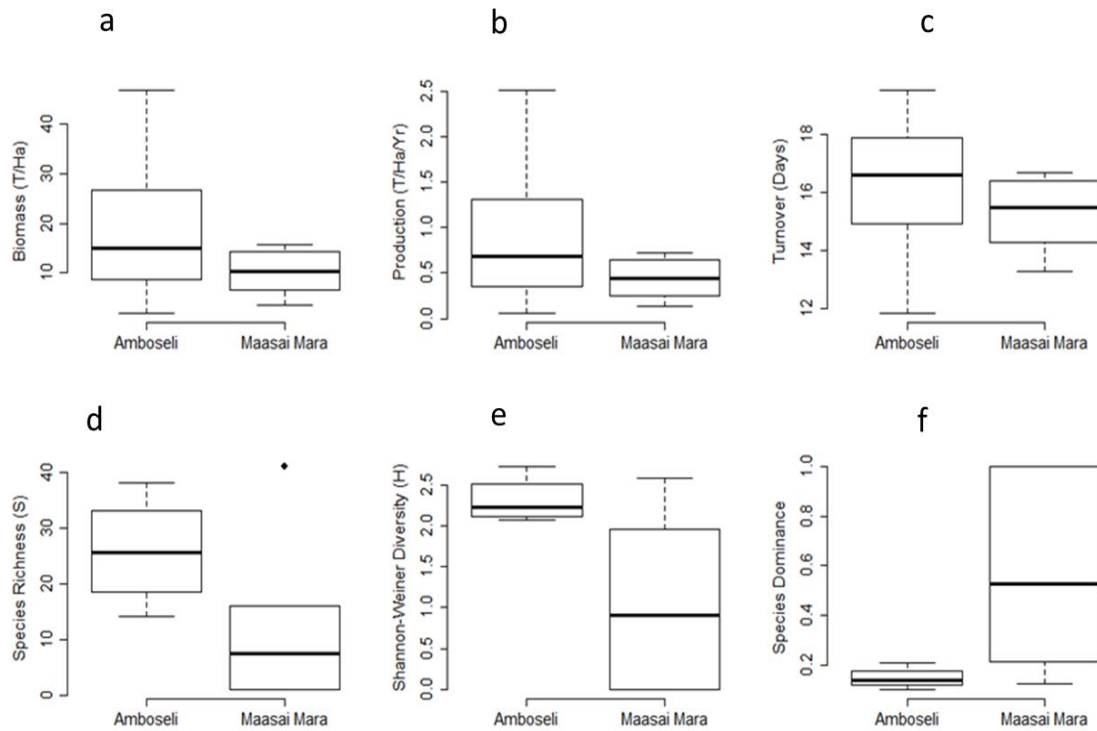 a
b
c
Biomass (T/Ha)
40
30
20
10
Amboseli Maasai Mara
Production (T/Ha/Yr)
2.5
2.0
1.5
1.0
0.5
0.0
Amboseli Maasai Mara
Turnover (Days)
18
16
14
12
Amboseli Maasai Mara
d
e
f
Species Richness (S)
40
30
20
10
0
Amboseli Maasai Mara
Shannon-Weiner Diversity (H)
2.5
2.0
1.5
1.0
0.5
0.0
Amboseli Maasai Mara
Species Dominance
1.0
0.8
0.6
0.4
0.2
Amboseli Maasai Mara